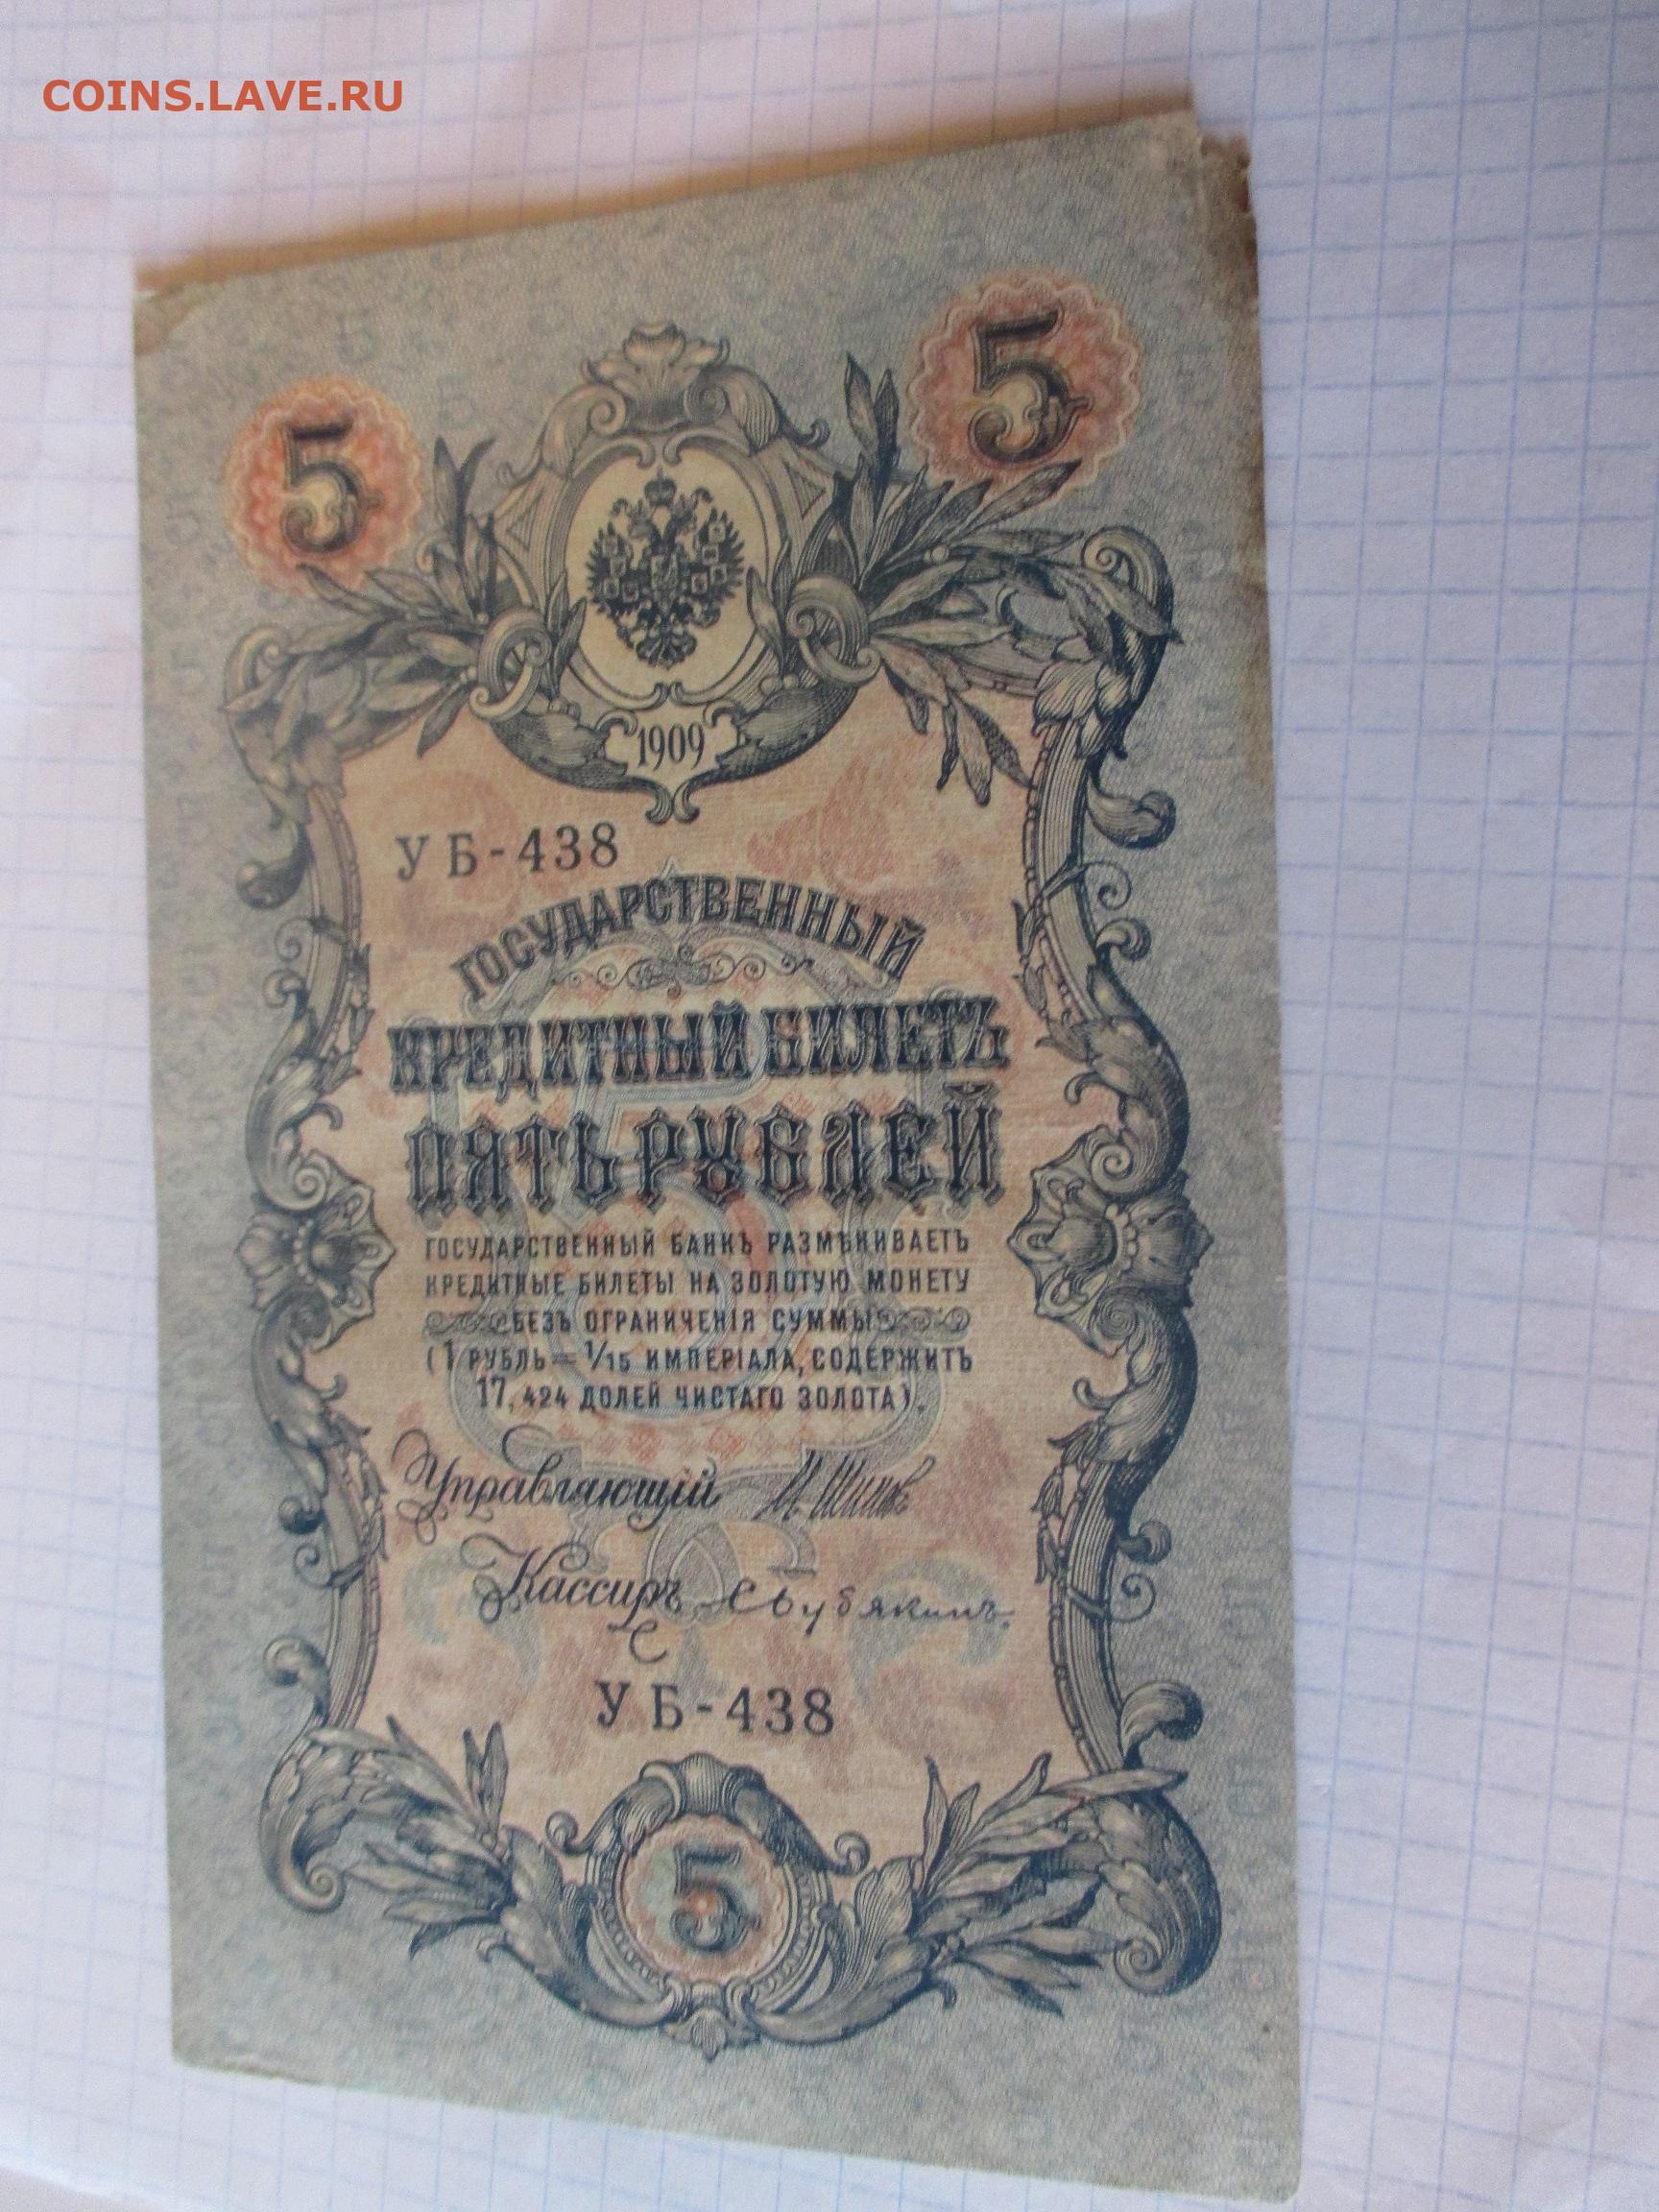 COINS.LAVE.RU
5
5
1909
УБ-438
ГОСУДАРСТВЕННЫЙ
КРЕДИТНЫЙ БИЛЕТЪ
ПЯТЬ РУБЛЕЙ
ГОСУДАРСТВЕННЫЙ БАНКЪ РАЗМѢНИВАЕТЪ
КРЕДИТНЫЕ БИЛЕТЫ НА ЗОЛОТУЮ МОНЕТУ
БЕЗЪ ОГРАНИЧЕНІЯ СУММЫ
(1 РУБЛЬ = 1/15 ИМПЕРІАЛА, СОДЕРЖИТЪ
17,424 ДОЛЕЙ ЧИСТАГО ЗОЛОТА).
Управляющій И. Шиповъ
Кассиръ С Бубякинъ.
УБ-438
5